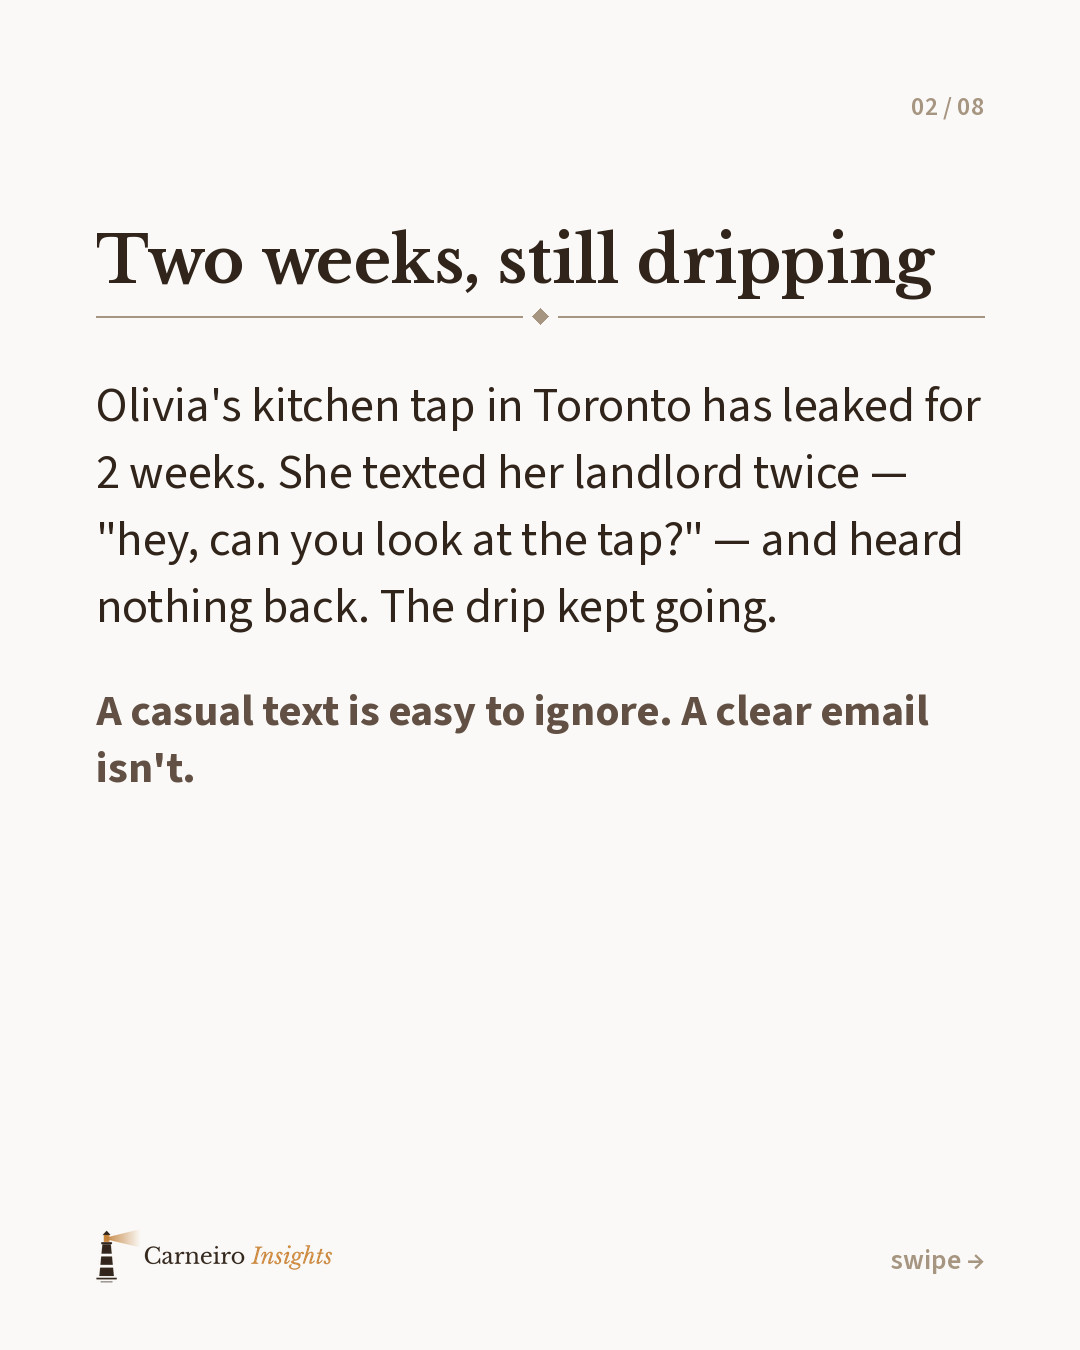 02 / 08
Two weeks, still dripping
Olivia's kitchen tap in Toronto has leaked for
2 weeks. She texted her landlord twice —
"hey, can you look at the tap?" — and heard
nothing back. The drip kept going.
A casual text is easy to ignore. A clear email
isn't.
Carneiro Insights
swipe →